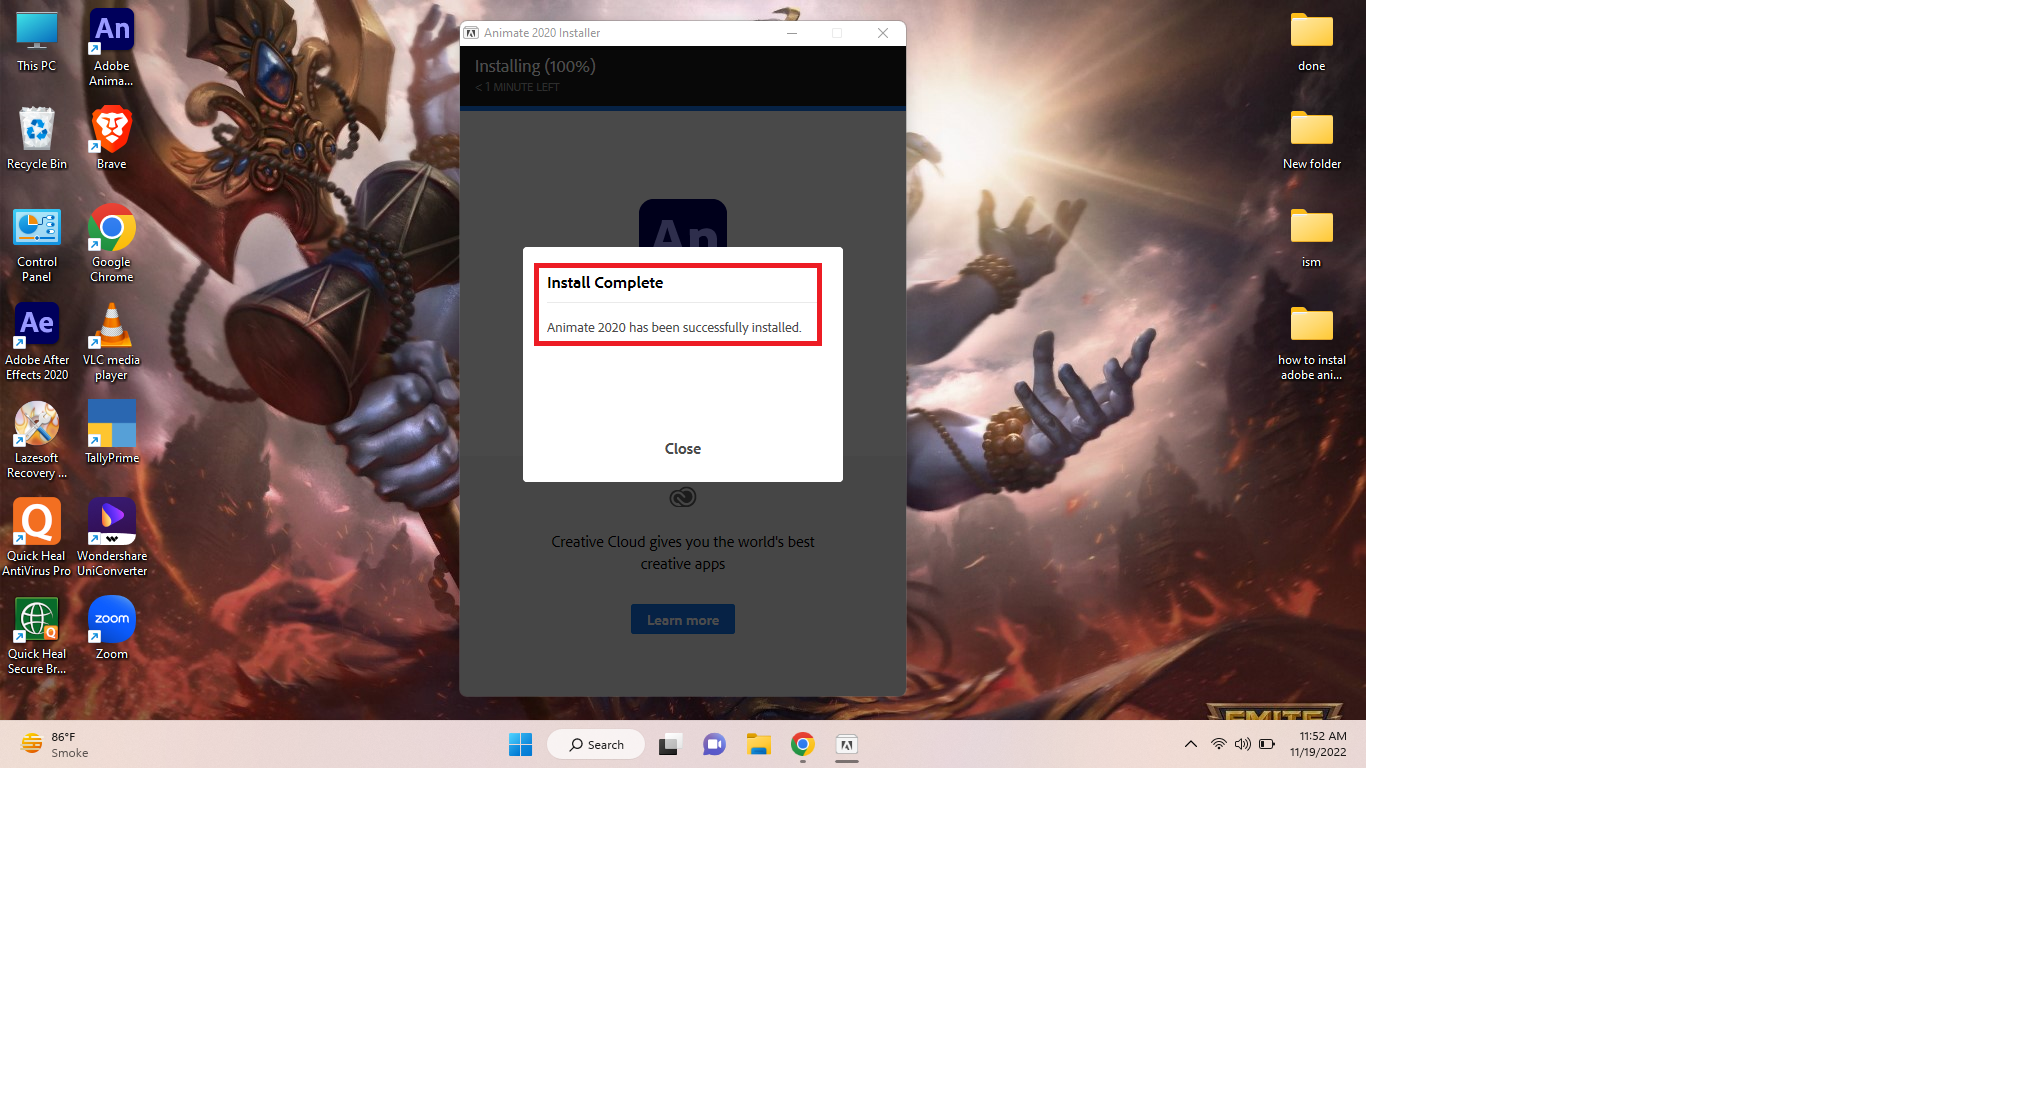 This PC
An
Adobe
Anima...
Recycle Bin
Brave
Control
Panel
Google
Chrome
Ae
Adobe After
Effects 2020
VLC media
player
Lazesoft
Recovery ...
TallyPrime
Quick Heal
AntiVirus Pro
Wondershare
UniConverter
zoom
Quick Heal
Secure Br...
Zoom
Animate 2020 Installer
Installing (100%)
< 1 MINUTE LEFT
An
Install Complete
Animate 2020 has been successfully installed.
Close
Creative Cloud gives you the world's best
creative apps
Learn more
done
New folder
ism
how to instal
adobe ani...
SMITE
86°F
Smoke
Search
11:52 AM
11/19/2022